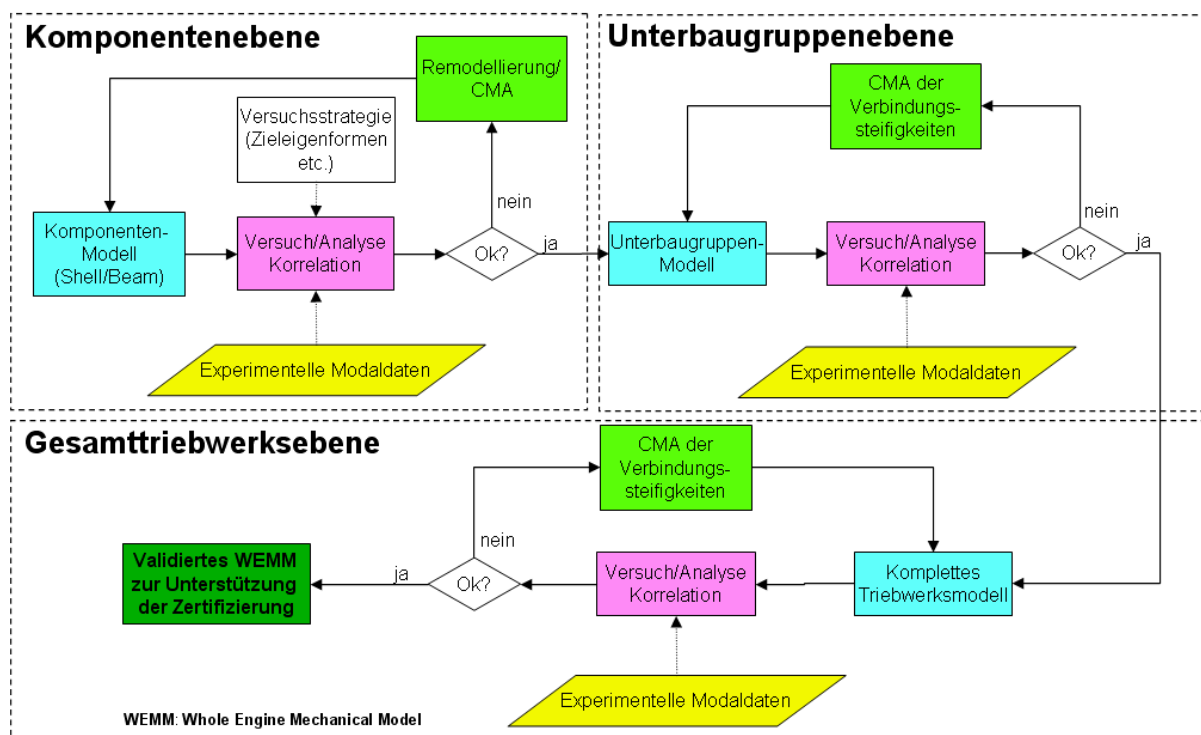 Komponentenebene
Remodellierung/
CMA
Versuchsstrategie
(Zieleigenformen
etc.)
nein
Komponenten-
Modell
(Shell/Beam)
Versuch/Analyse
Korrelation
Ok?
ja
Experimentelle Modaldaten
Unterbaugruppenebene
CMA der
Verbindungs-
steifigkeiten
nein
Unterbaugruppen-
Modell
Versuch/Analyse
Korrelation
Ok?
ja
Experimentelle Modaldaten
Gesamttriebwerksebene
CMA der
Verbindungs-
steifigkeiten
nein
Validiertes WEMM
zur Unterstützung
der Zertifizierung
ja
Ok?
Versuch/Analyse
Korrelation
Komplettes
Triebwerksmodell
Experimentelle Modaldaten
WEMM: Whole Engine Mechanical Model